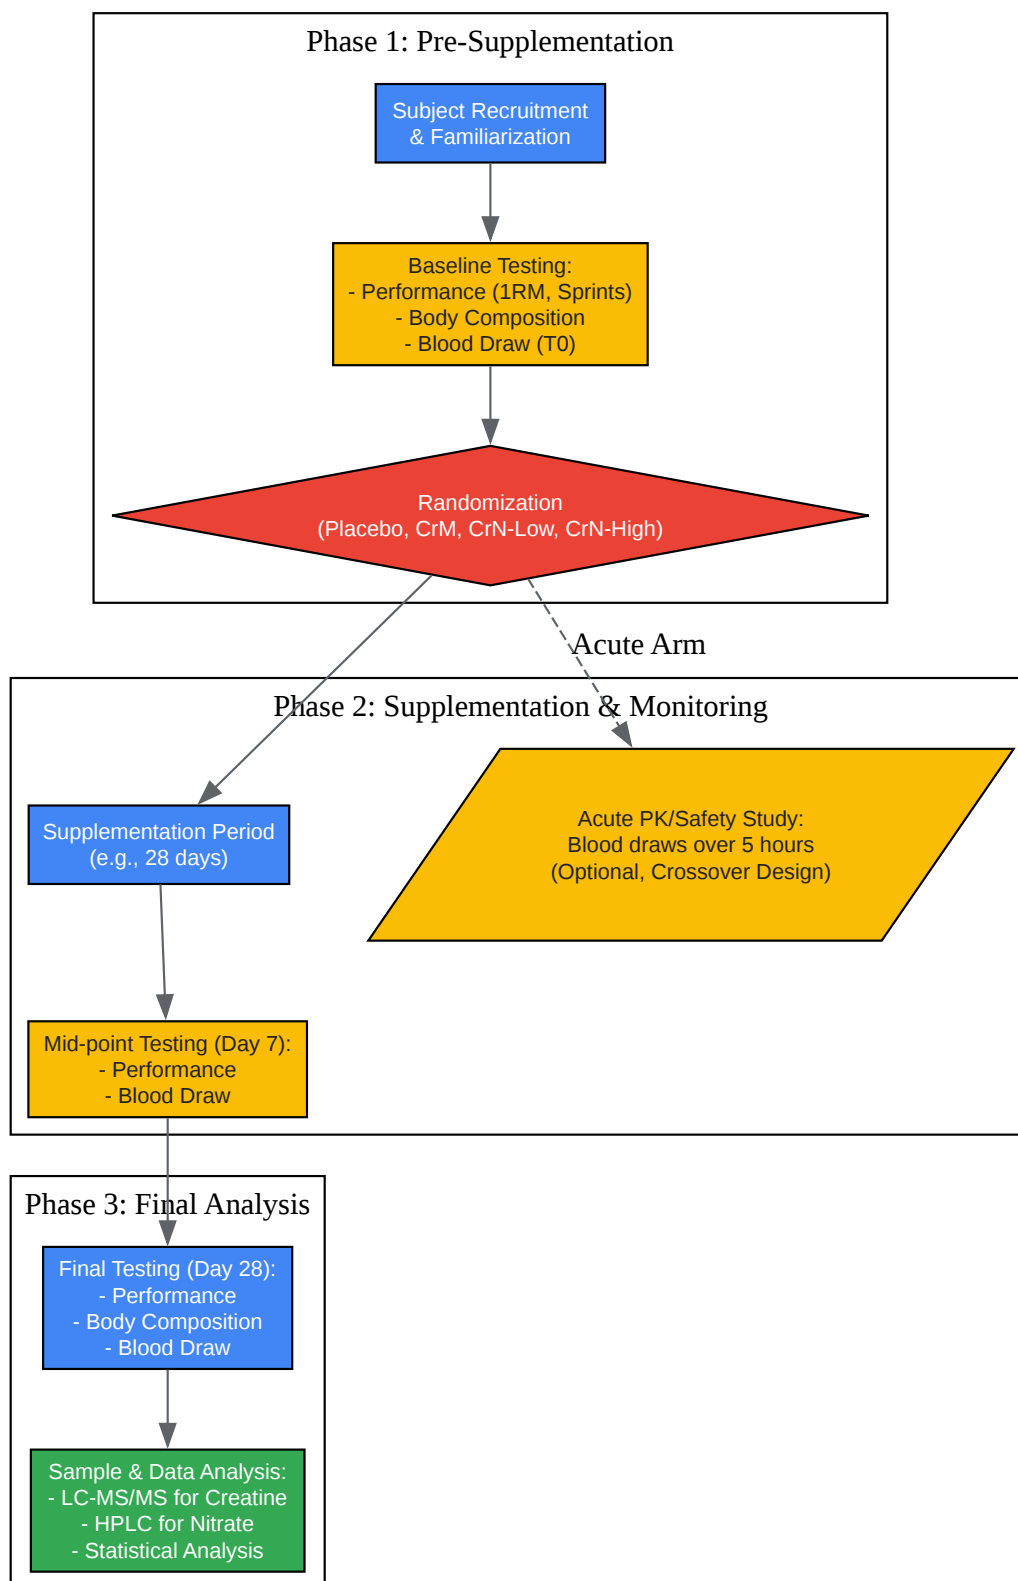 Phase 1: Pre-Supplementation
Subject Recruitment
& Familiarization
Baseline Testing:
- Performance (1RM, Sprints)
- Body Composition
- Blood Draw (T0)
Randomization
(Placebo, CrM, CrN-Low, CrN-High)
Acute Arm
Phase 2: Supplementation & Monitoring
Supplementation Period
(e.g., 28 days)
Acute PK/Safety Study:
Blood draws over 5 hours
(Optional, Crossover Design)
Mid-point Testing (Day 7):
- Performance
- Blood Draw
Phase 3: Final Analysis
Final Testing (Day 28):
- Performance
- Body Composition
- Blood Draw
Sample & Data Analysis:
- LC-MS/MS for Creatine
- HPLC for Nitrate
- Statistical Analysis